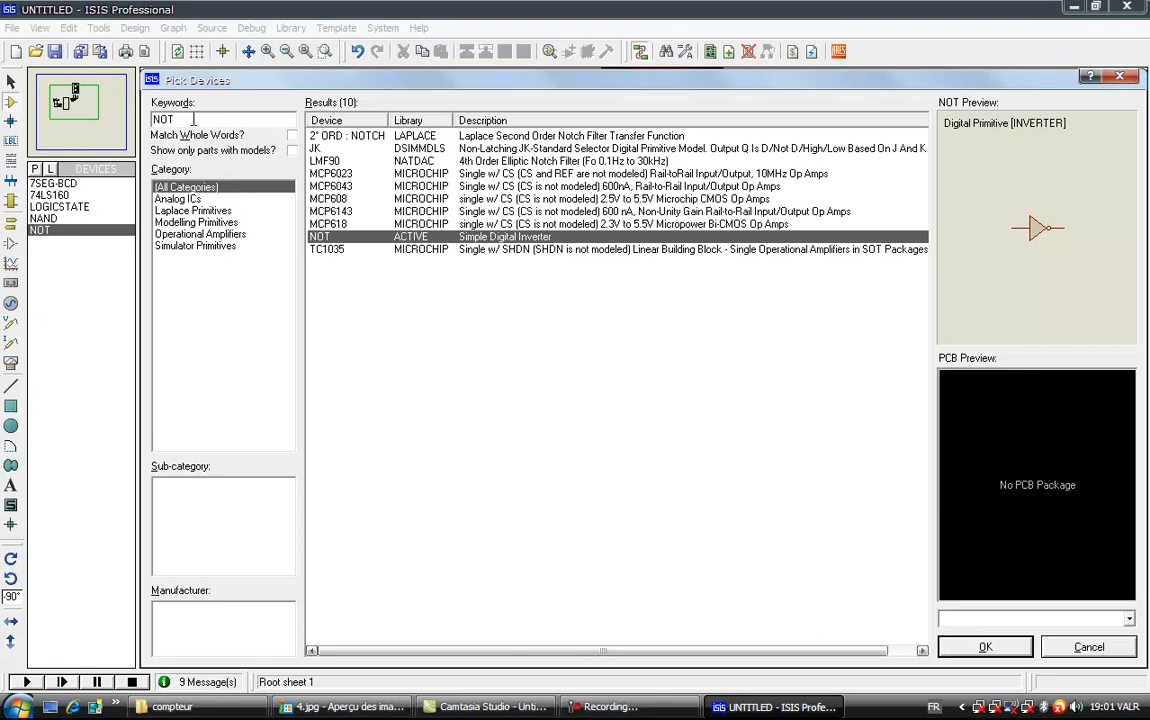 UNTITLED - ISIS Professional
File View Edit Tools Design Graph Source Debug Library Template System Help
Pick Devices
Keywords:
NOT
Match Whole Words?
Show only parts with models?
Category:
(All Categories)
Analog ICs
Laplace Primitives
Modelling Primitives
Operational Amplifiers
Simulator Primitives
Sub-category:
Manufacturer:
P L DEVICES
7SEG-BCD
74LS160
LOGICSTATE
NAND
NOT
Results (10):
Device Library Description
2° ORD : NOTCH LAPLACE Laplace Second Order Notch Filter Transfer Function
JK DSIMMDLS Non-Latching JK-Standard Selector Digital Primitive Model. Output Q Is D/Not D/High/Low Based On J And K
LMF90 NATDAC 4th Order Elliptic Notch Filter (Fo 0.1Hz to 30kHz)
MCP6023 MICROCHIP Single w/ CS (CS and REF are not modeled) Rail-toRail Input/Output, 10MHz Op Amps
MCP6043 MICROCHIP Single w/ CS (CS is not modeled) 600nA, Rail-to-Rail Input/Output Op Amps
MCP608 MICROCHIP single w/ CS (CS is not modeled) 2.5V to 5.5V Microchip CMOS Op Amps
MCP6143 MICROCHIP Single w/ CS (CS is not modeled) 600 nA, Non-Unity Gain Rail-to-Rail Input/Output Op Amps
MCP618 MICROCHIP single w/ CS (CS is not modeled) 2.3V to 5.5V Micropower Bi-CMOS Op Amps
NOT ACTIVE Simple Digital Inverter
TC1035 MICROCHIP Single w/ SHDN (SHDN is not modeled) Linear Building Block - Single Operational Amplifiers in SOT Packages
NOT Preview:
Digital Primitive [INVERTER]
PCB Preview:
No PCB Package
OK Cancel
-90°
9 Message(s) Root sheet 1
compteur 4.jpg - Aperçu des ima... Camtasia Studio - Unti... Recording... UNTITLED - ISIS Profe... FR 19:01 VALR